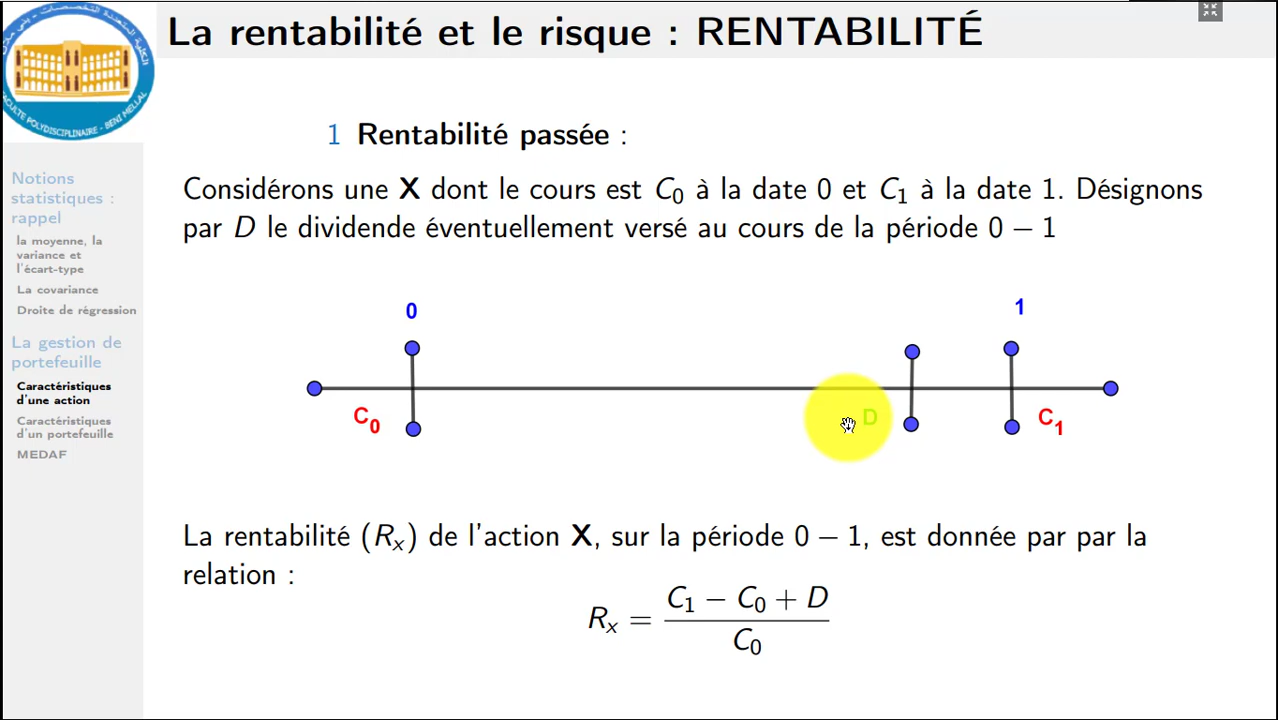 La rentabilité et le risque : RENTABILITÉ
FACULTE POLYDISCIPLINAIRE - BENI MELLAL
Notions
statistiques :
rappel
la moyenne, la
variance et
l'écart-type
La covariance
Droite de régression
La gestion de
portefeuille
Caractéristiques
d'une action
Caractéristiques
d'un portefeuille
MEDAF
1 Rentabilité passée :
Considérons une X dont le cours est C₀ à la date 0 et C₁ à la date 1. Désignons
par D le dividende éventuellement versé au cours de la période 0 − 1
0 1
C₀ D C₁
La rentabilité (Rₓ) de l'action X, sur la période 0 − 1, est donnée par par la
relation :
Rₓ = (C₁ − C₀ + D) / C₀